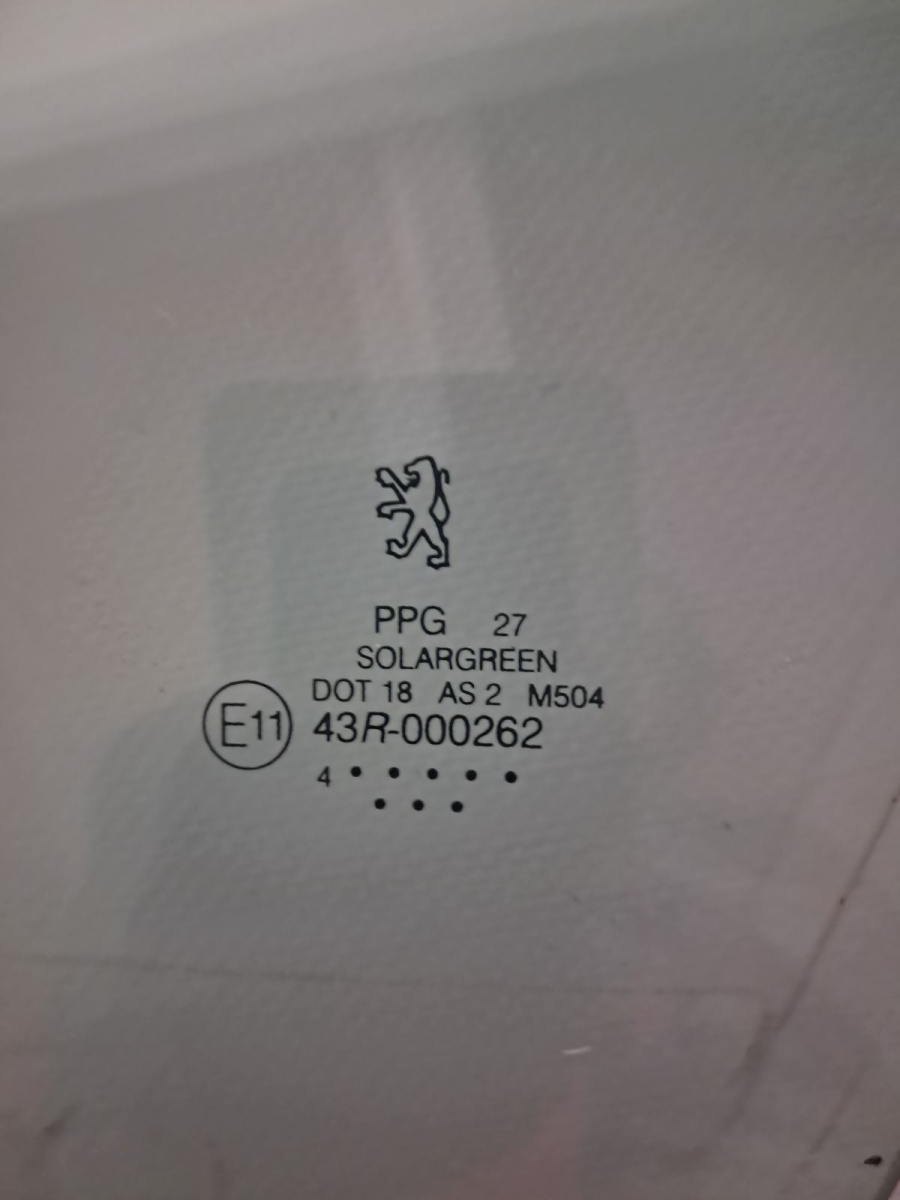 PPG 27
SOLARGREEN
DOT 18 AS 2 M504
E11 43R-000262
4 • • • • •
• • •